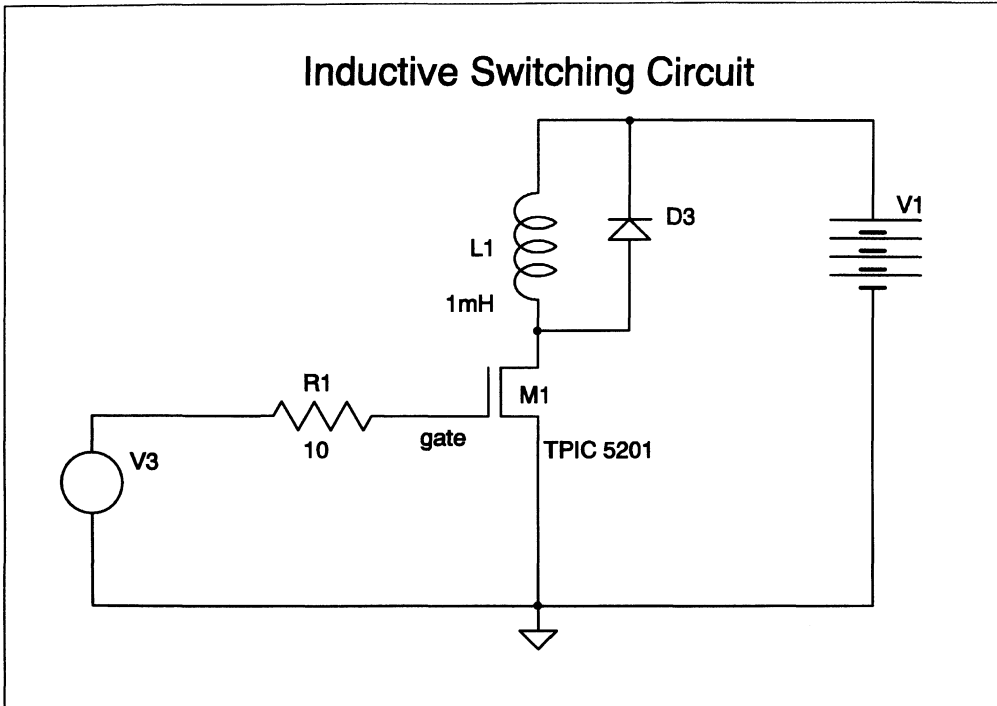 Inductive Switching Circuit
V1
D3
L1
1mH
R1
M1
10
gate
TPIC 5201
V3